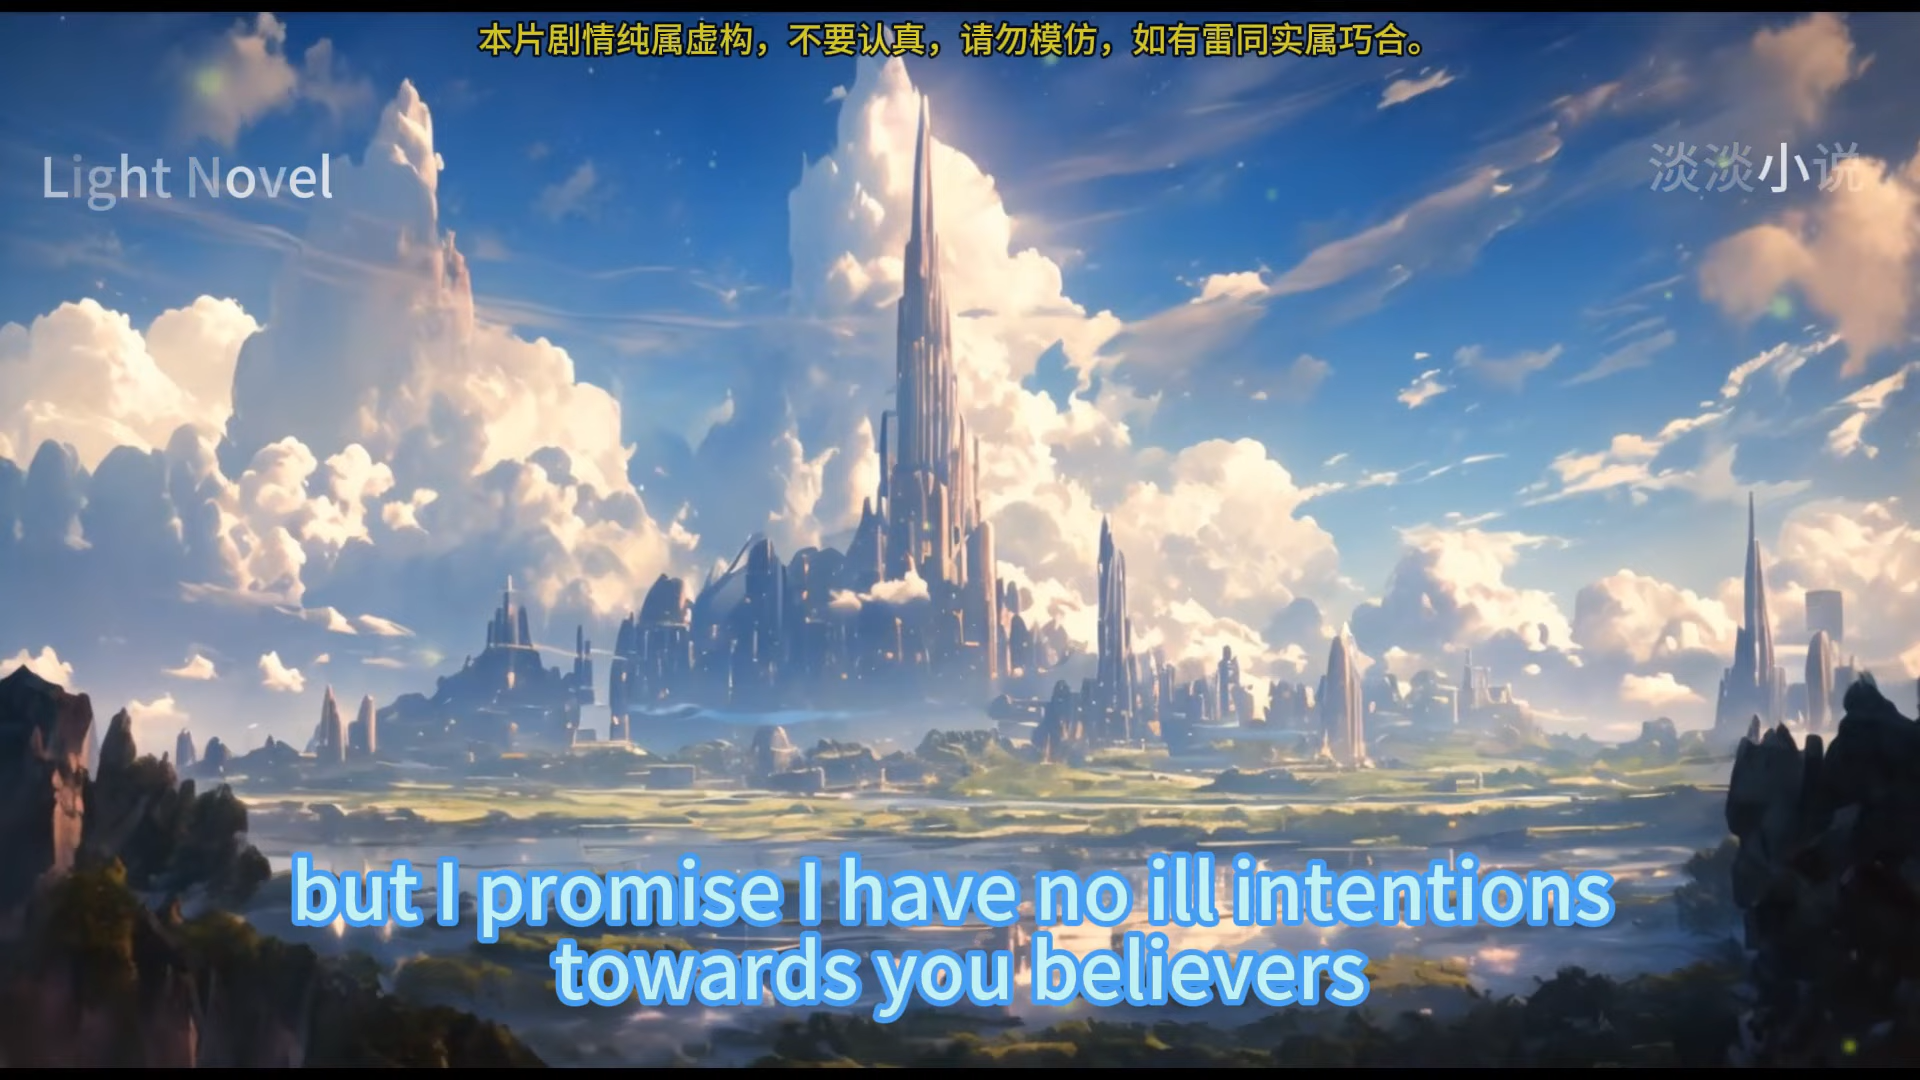 本片剧情纯属虚构，不要认真，请勿模仿，如有雷同实属巧合。
Light Novel
淡淡小说
but I promise I have no ill intentions
towards you believers